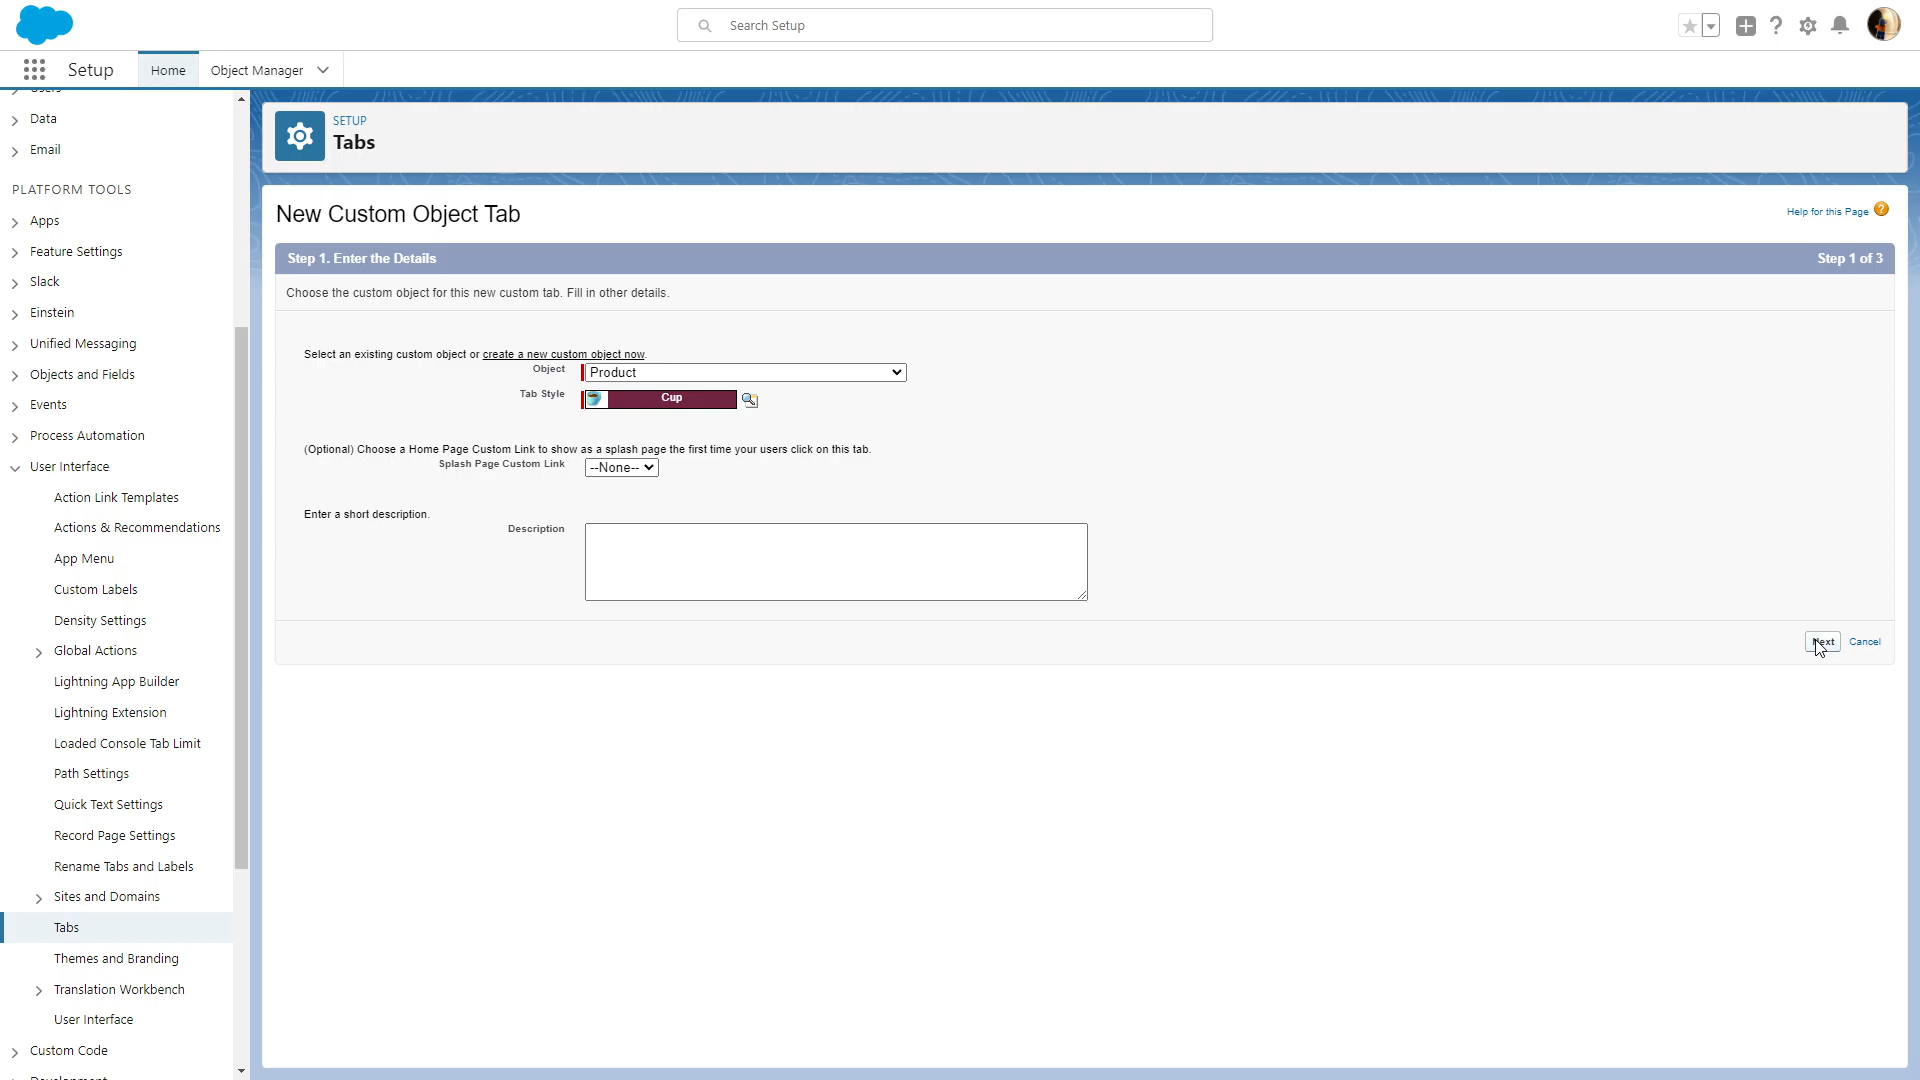 Search Setup
Setup
Home
Object Manager
Users
Data
Email
PLATFORM TOOLS
Apps
Feature Settings
Slack
Einstein
Unified Messaging
Objects and Fields
Events
Process Automation
User Interface
Action Link Templates
Actions & Recommendations
App Menu
Custom Labels
Density Settings
Global Actions
Lightning App Builder
Lightning Extension
Loaded Console Tab Limit
Path Settings
Quick Text Settings
Record Page Settings
Rename Tabs and Labels
Sites and Domains
Tabs
Themes and Branding
Translation Workbench
User Interface
Custom Code
Development
SETUP
Tabs
New Custom Object Tab
Help for this Page
Step 1. Enter the Details
Step 1 of 3
Choose the custom object for this new custom tab. Fill in other details.
Select an existing custom object or create a new custom object now.
Object
Product
Tab Style
Cup
(Optional) Choose a Home Page Custom Link to show as a splash page the first time your users click on this tab.
Splash Page Custom Link
--None--
Enter a short description.
Description
Next
Cancel